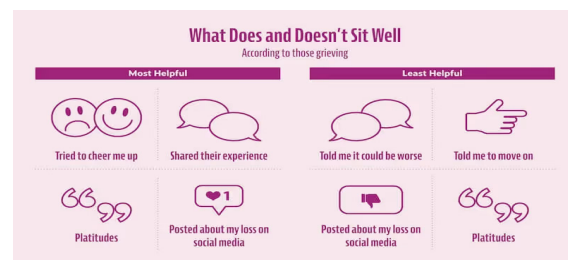 What Does and Doesn't Sit Well
According to those grieving
Most Helpful
Least Helpful
Tried to cheer me up
Shared their experience
Told me it could be worse
Told me to move on
1
Platitudes
Posted about my loss on
social media
Posted about my loss on
social media
Platitudes